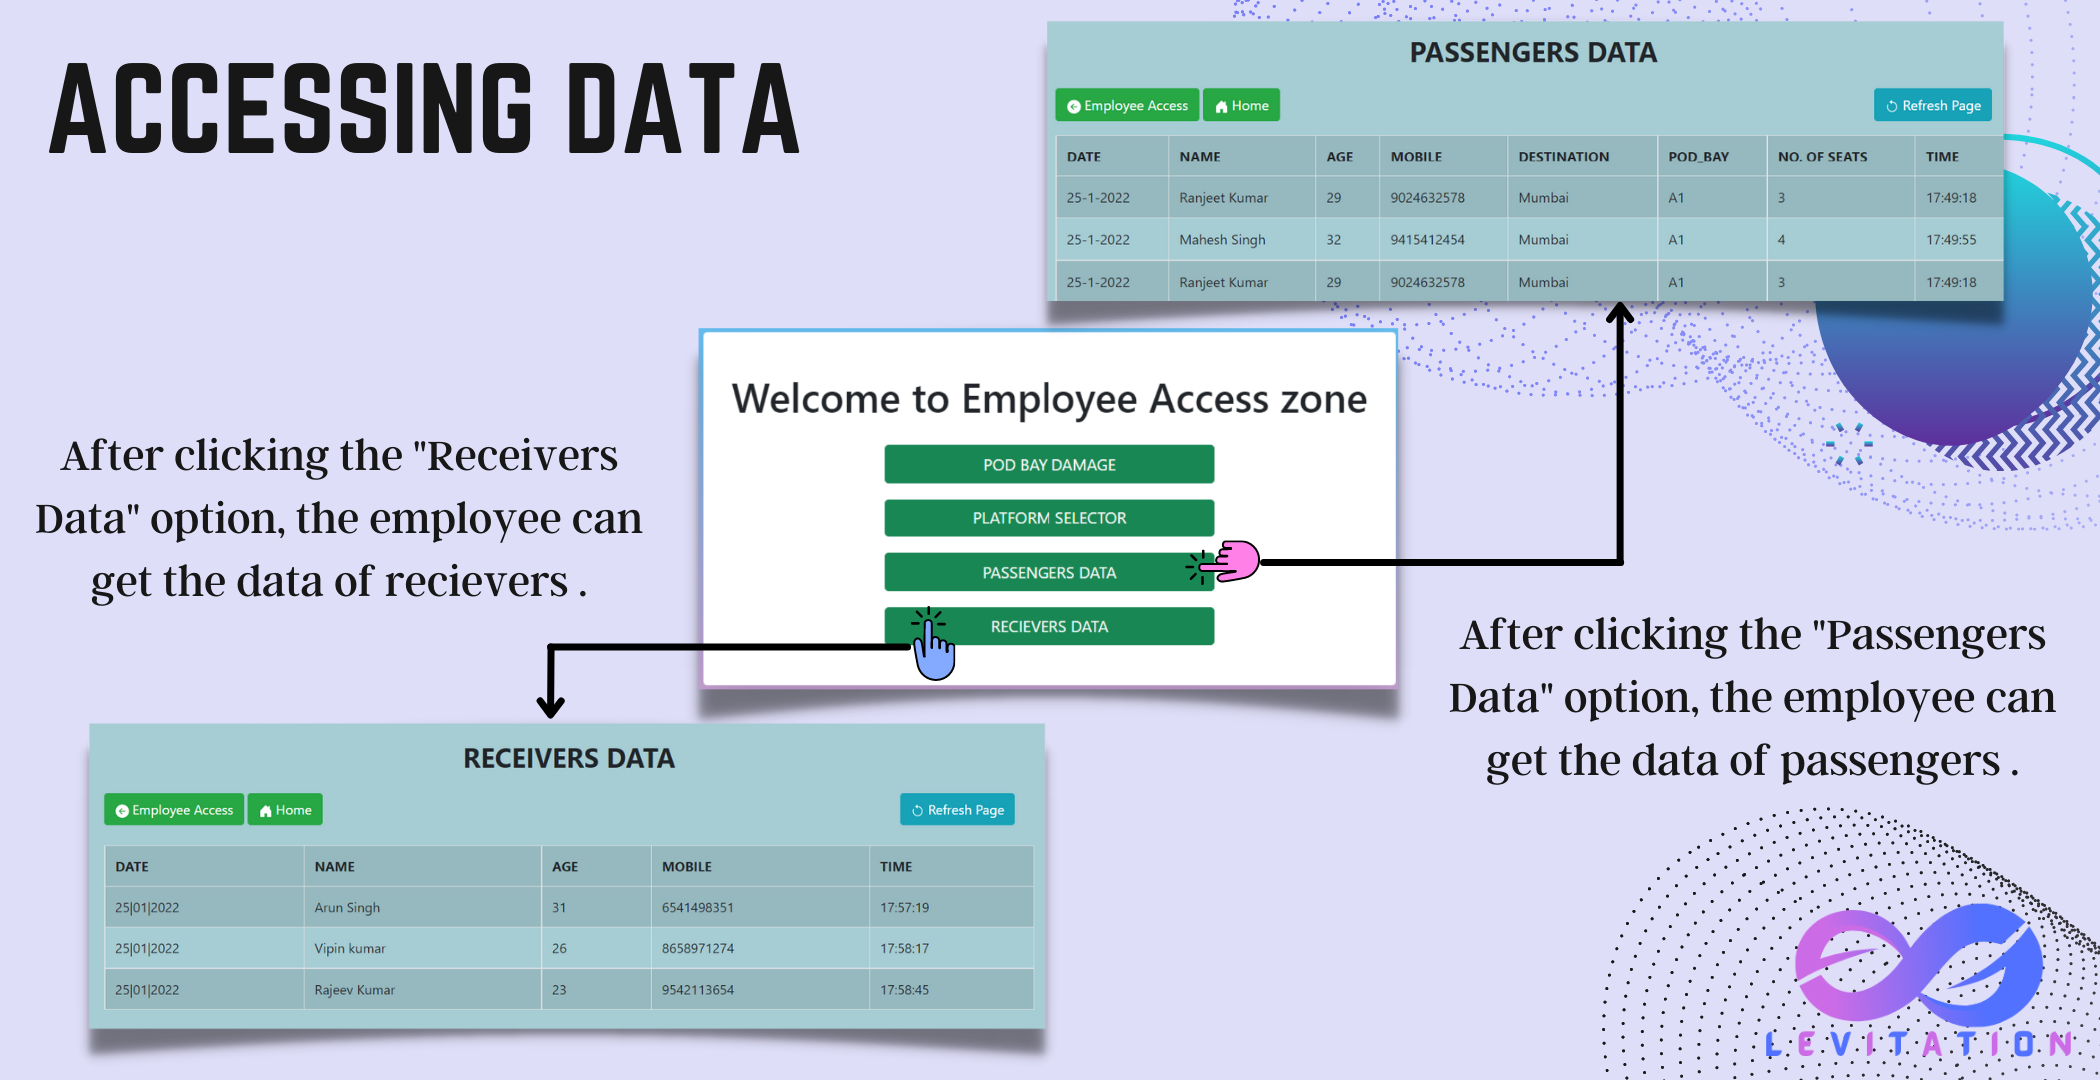 ACCESSING DATA
PASSENGERS DATA
Employee Access Home Refresh Page
DATE NAME AGE MOBILE DESTINATION POD_BAY NO. OF SEATS TIME
25-1-2022 Ranjeet Kumar 29 9024632578 Mumbai A1 3 17:49:18
25-1-2022 Mahesh Singh 32 9415412454 Mumbai A1 4 17:49:55
25-1-2022 Ranjeet Kumar 29 9024632578 Mumbai A1 3 17:49:18
Welcome to Employee Access zone
POD BAY DAMAGE
PLATFORM SELECTOR
PASSENGERS DATA
RECIEVERS DATA
After clicking the "Receivers
Data" option, the employee can
get the data of recievers .
After clicking the "Passengers
Data" option, the employee can
get the data of passengers .
RECEIVERS DATA
Employee Access Home Refresh Page
DATE NAME AGE MOBILE TIME
25|01|2022 Arun Singh 31 6541498351 17:57:19
25|01|2022 Vipin kumar 26 8658971274 17:58:17
25|01|2022 Rajeev Kumar 23 9542113654 17:58:45
LEVITATION